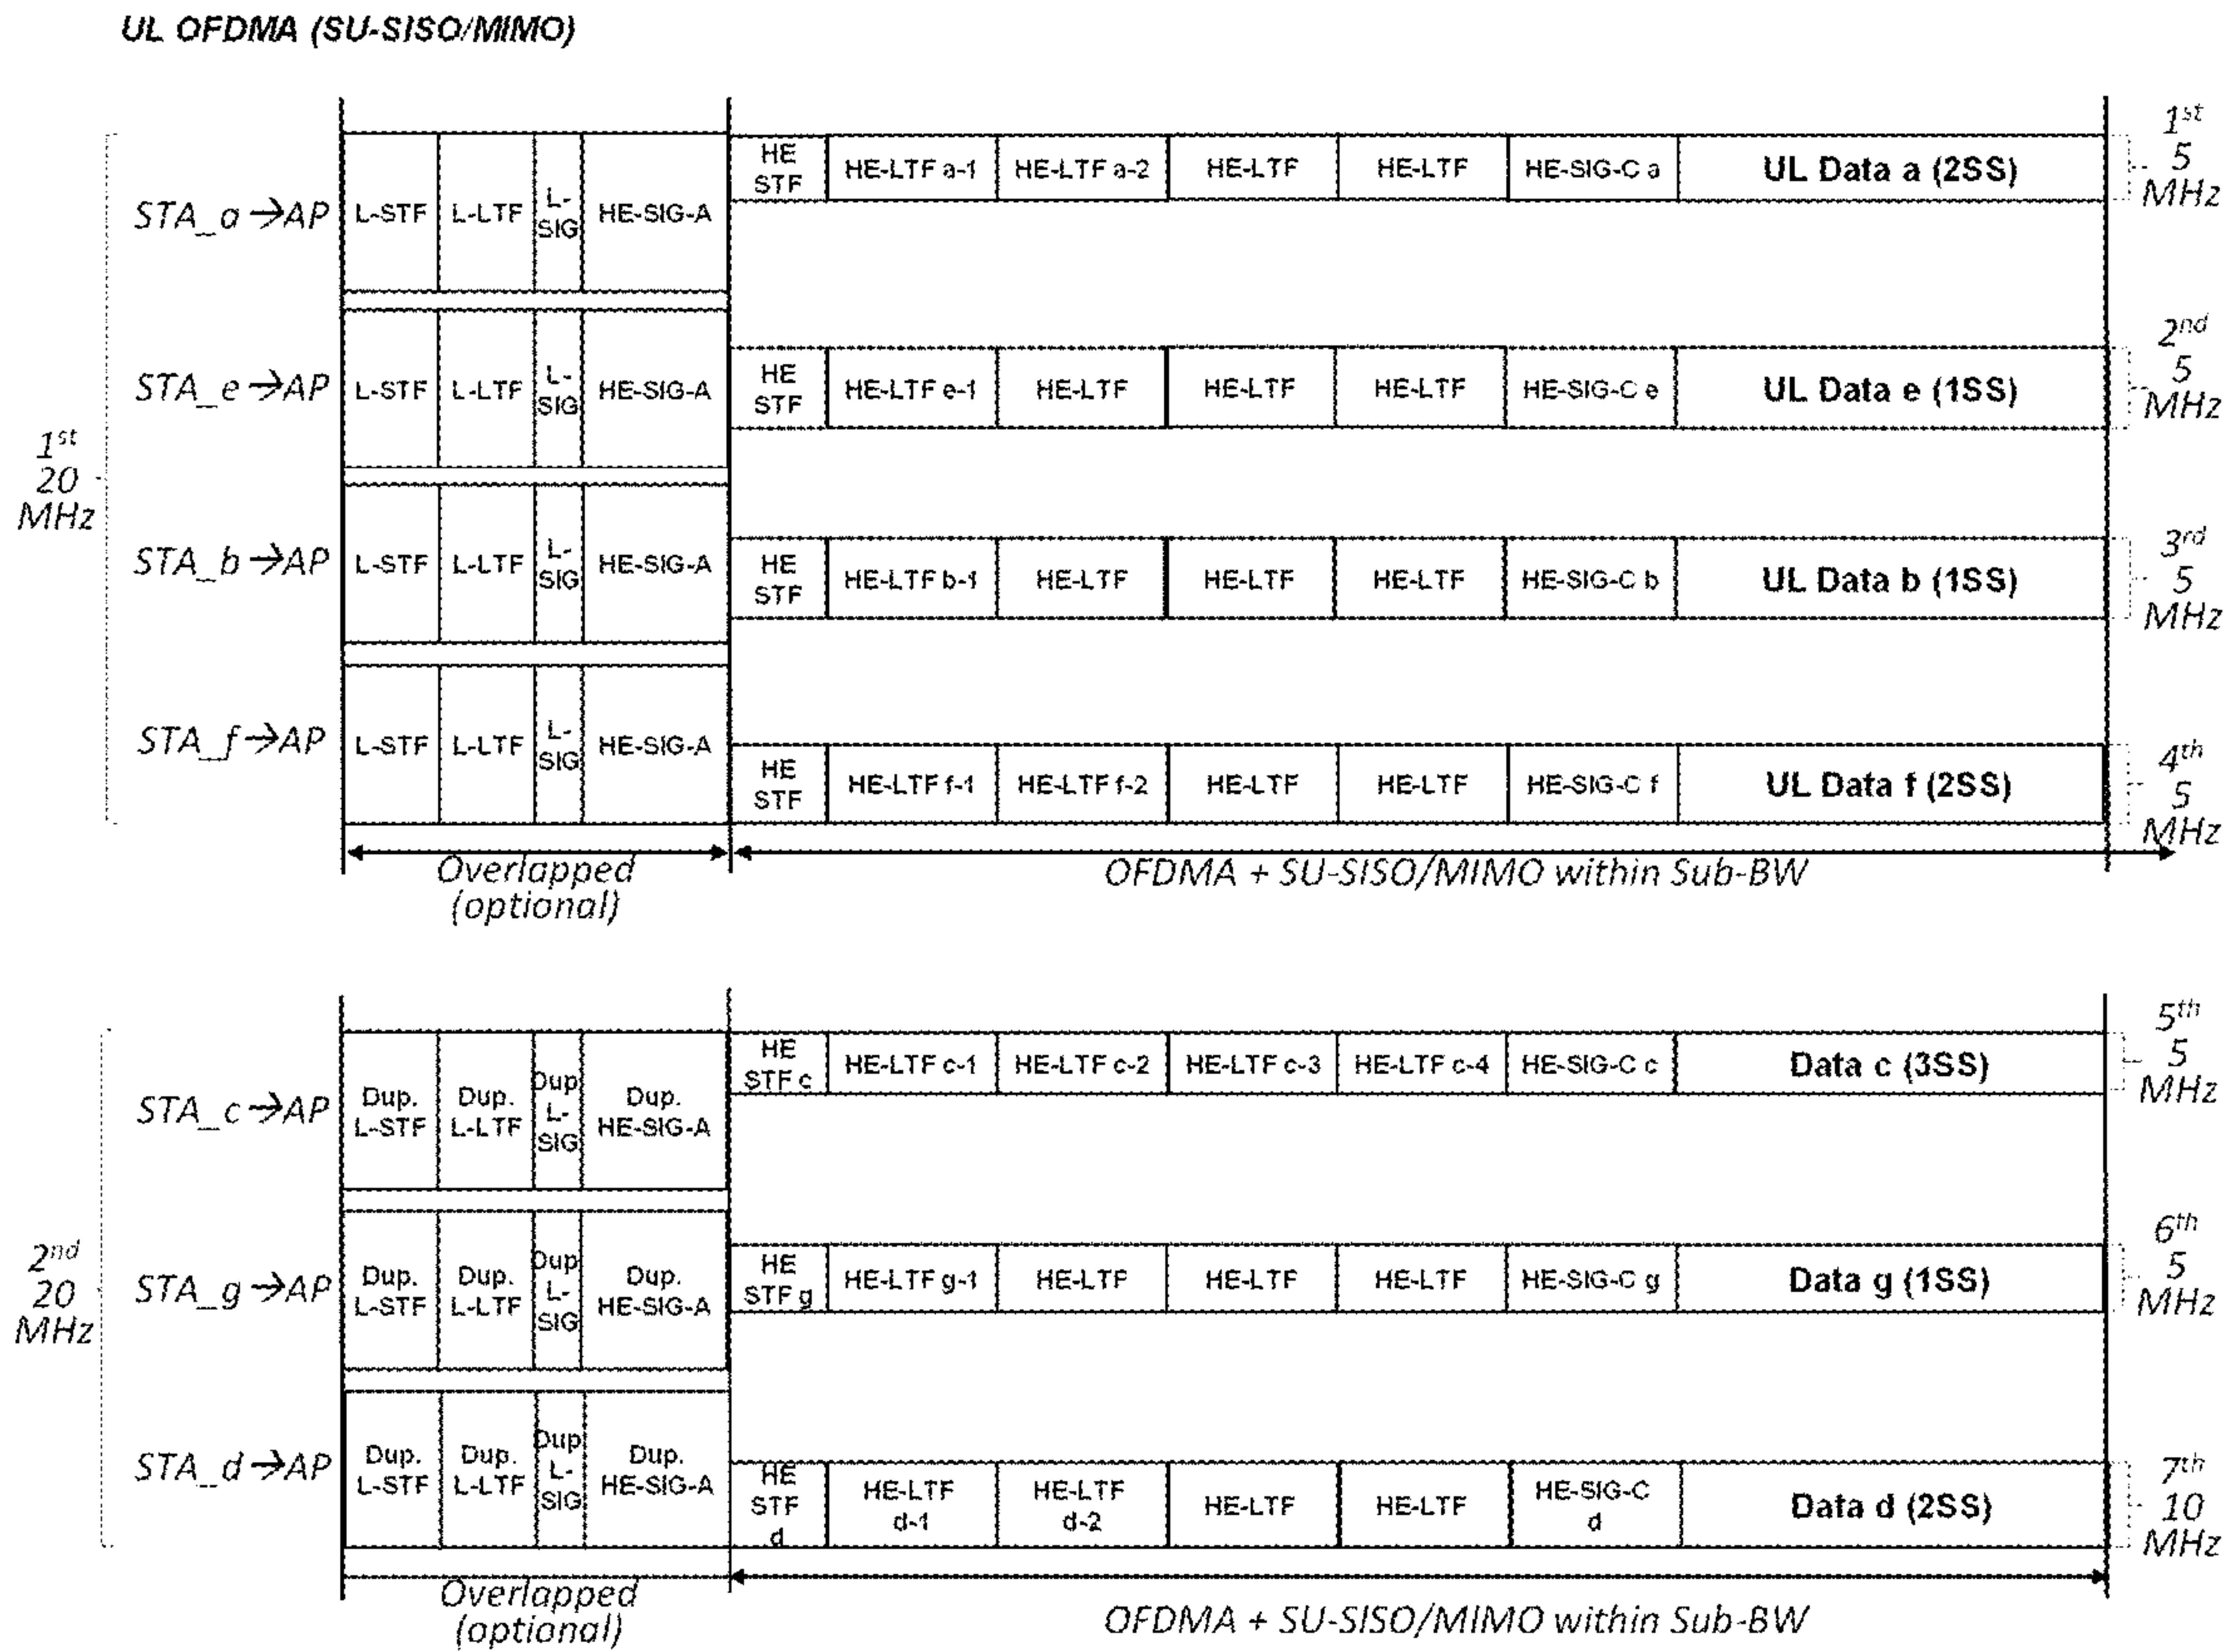 UL OFDMA (SU-SISO/MIMO)
1st
20
MHz
STA_a→AP
L-STF
L-LTF
L-
SIG
HE-SIG-A
HE
STF
HE-LTF a-1
HE-LTF a-2
HE-LTF
HE-LTF
HE-SIG-C a
UL Data a (2SS)
1st
5
MHz
STA_e→AP
L-STF
L-LTF
L-
SIG
HE-SIG-A
HE
STF
HE-LTF e-1
HE-LTF
HE-LTF
HE-LTF
HE-SIG-C e
UL Data e (1SS)
2nd
5
MHz
STA_b→AP
L-STF
L-LTF
L-
SIG
HE-SIG-A
HE
STF
HE-LTF b-1
HE-LTF
HE-LTF
HE-LTF
HE-SIG-C b
UL Data b (1SS)
3rd
5
MHz
STA_f→AP
L-STF
L-LTF
L-
SIG
HE-SIG-A
HE
STF
HE-LTF f-1
HE-LTF f-2
HE-LTF
HE-LTF
HE-SIG-C f
UL Data f (2SS)
4th
5
MHz
Overlapped
(optional)
OFDMA + SU-SISO/MIMO within Sub-BW
2nd
20
MHz
STA_c→AP
Dup.
L-STF
Dup.
L-LTF
Dup
L-
SIG
Dup.
HE-SIG-A
HE
STF c
HE-LTF c-1
HE-LTF c-2
HE-LTF c-3
HE-LTF c-4
HE-SIG-C c
Data c (3SS)
5th
5
MHz
STA_g→AP
Dup.
L-STF
Dup.
L-LTF
Dup
L-
SIG
Dup.
HE-SIG-A
HE
STF g
HE-LTF g-1
HE-LTF
HE-LTF
HE-LTF
HE-SIG-C g
Data g (1SS)
6th
5
MHz
STA_d→AP
Dup.
L-STF
Dup.
L-LTF
Dup
L-
SIG
Dup.
HE-SIG-A
HE
STF
d
HE-LTF
d-1
HE-LTF
d-2
HE-LTF
HE-LTF
HE-SIG-C
d
Data d (2SS)
7th
10
MHz
Overlapped
(optional)
OFDMA + SU-SISO/MIMO within Sub-BW